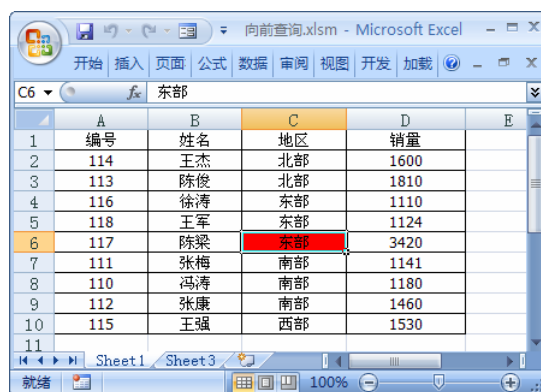 向前查询.xlsm - Microsoft Excel
开始 插入 页面 公式 数据 审阅 视图 开发 加载
C6 fx 东部
A B C D E
1 编号 姓名 地区 销量
2 114 王杰 北部 1600
3 113 陈俊 北部 1810
4 116 徐涛 东部 1110
5 118 王军 东部 1124
6 117 陈梁 东部 3420
7 111 张梅 南部 1141
8 110 冯涛 南部 1180
9 112 张康 南部 1460
10 115 王强 西部 1530
11
Sheet1 Sheet3
就绪 100%